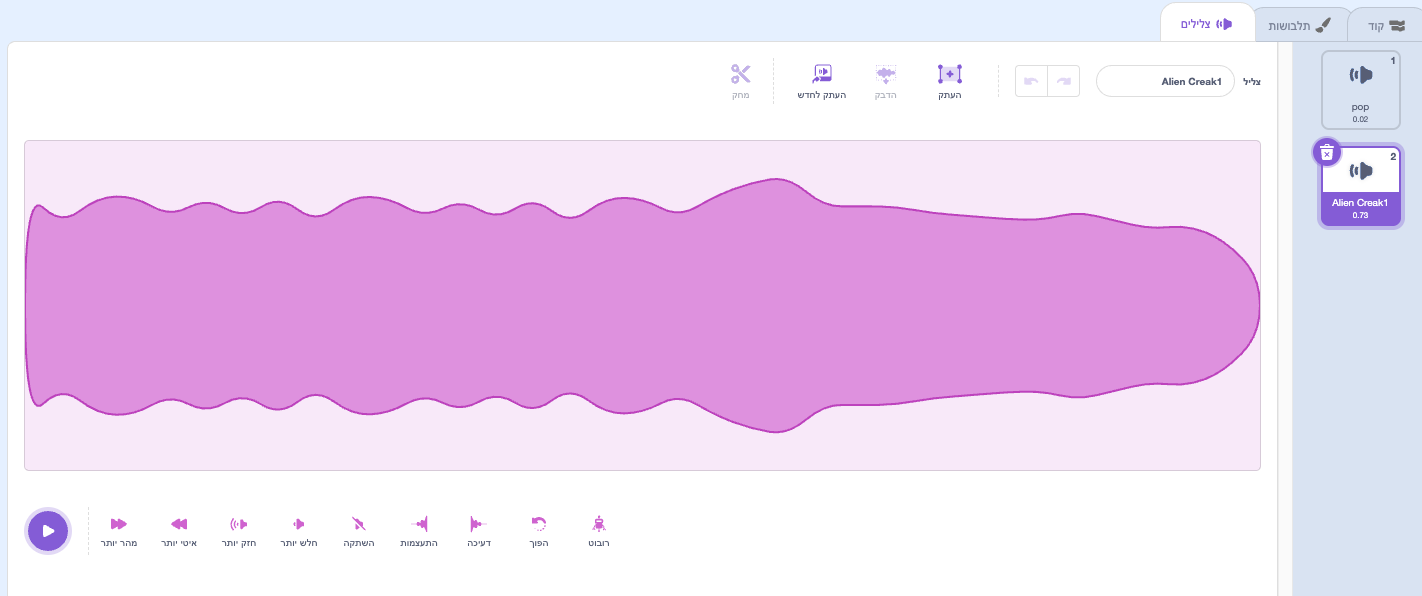 קוד
תלבושות
צלילים
צליל
Alien Creak1
העתק
הדבק
העתק לחדש
מחק
1
pop
0.02
2
Alien Creak1
0.73
מהר יותר
איטי יותר
חזק יותר
חלש יותר
השתקה
התעצמות
דעיכה
הפוך
רובוט